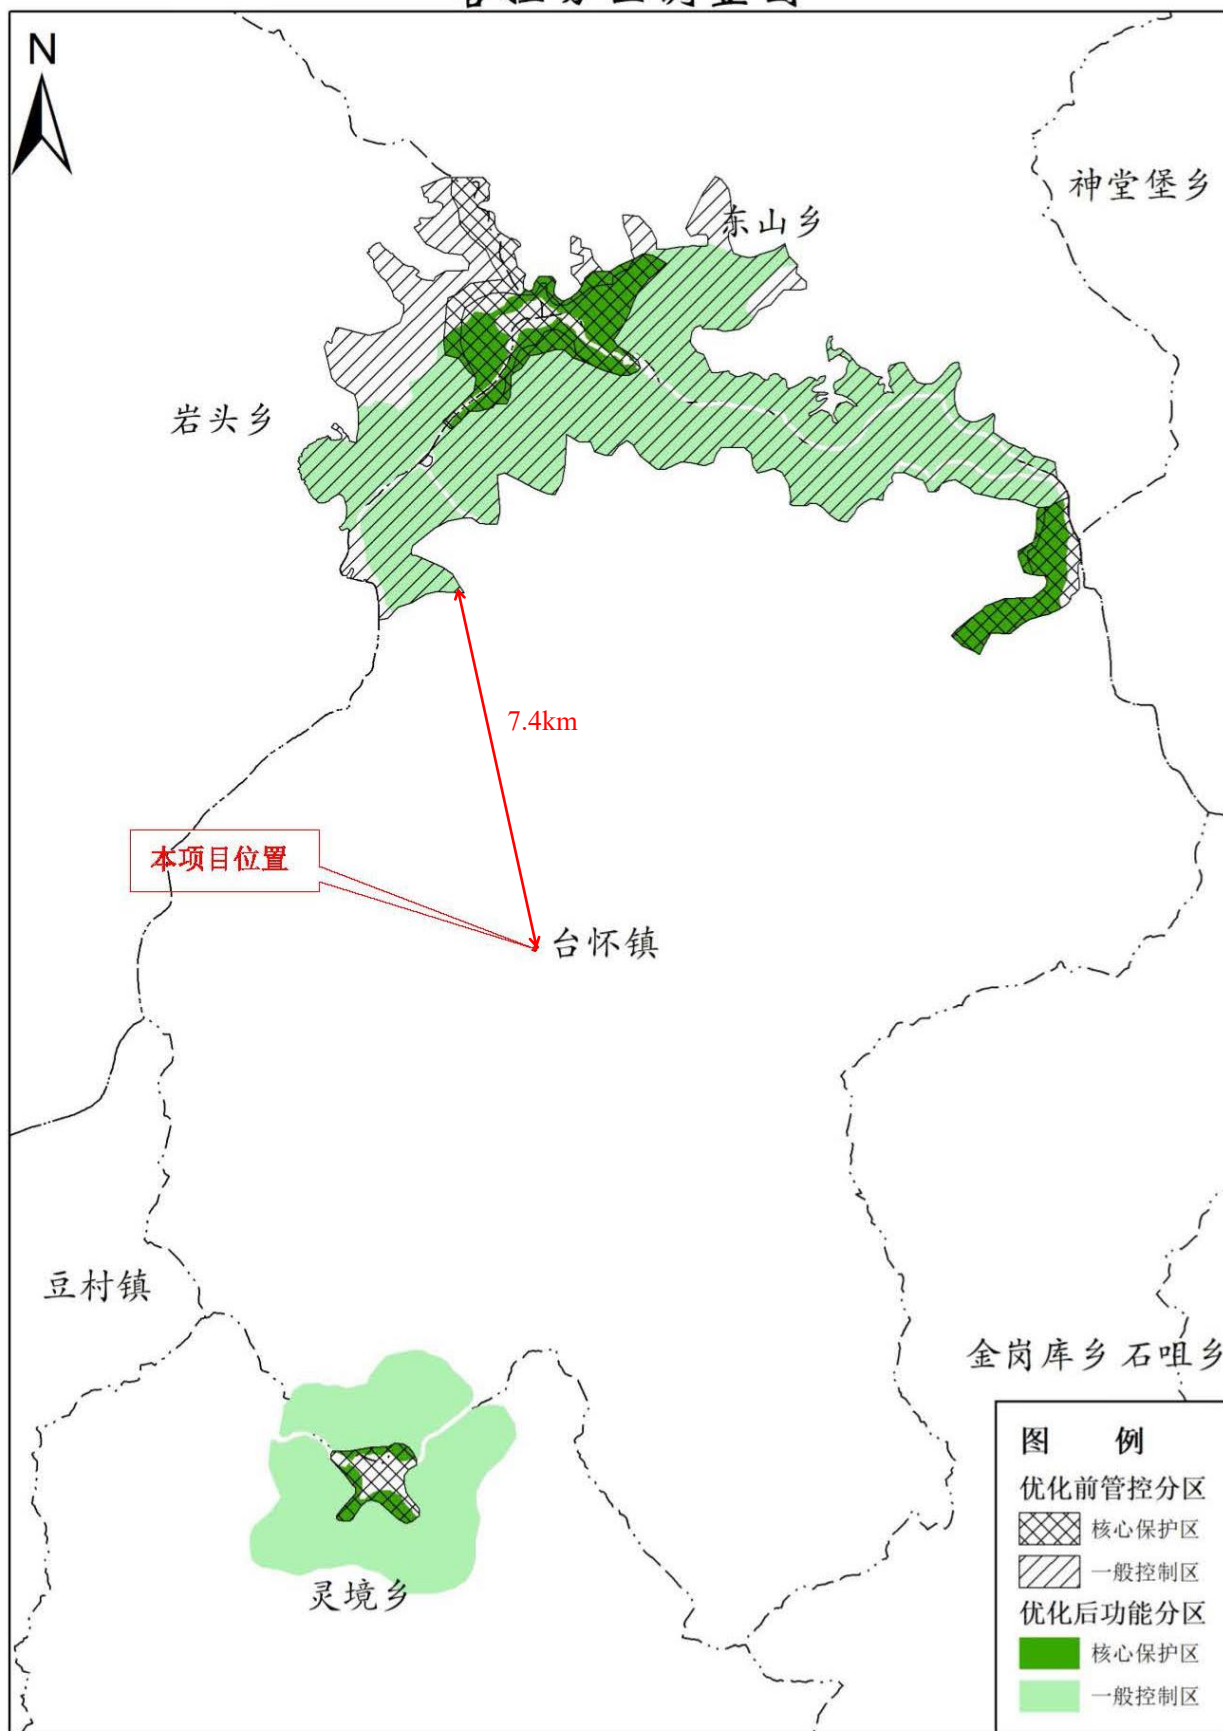 N
神堂堡乡
东山乡
岩头乡
7.4km
本项目位置
台怀镇
豆村镇
金岗库乡 石咀乡
灵境乡
图 例
优化前管控分区
核心保护区
一般控制区
优化后功能分区
核心保护区
一般控制区